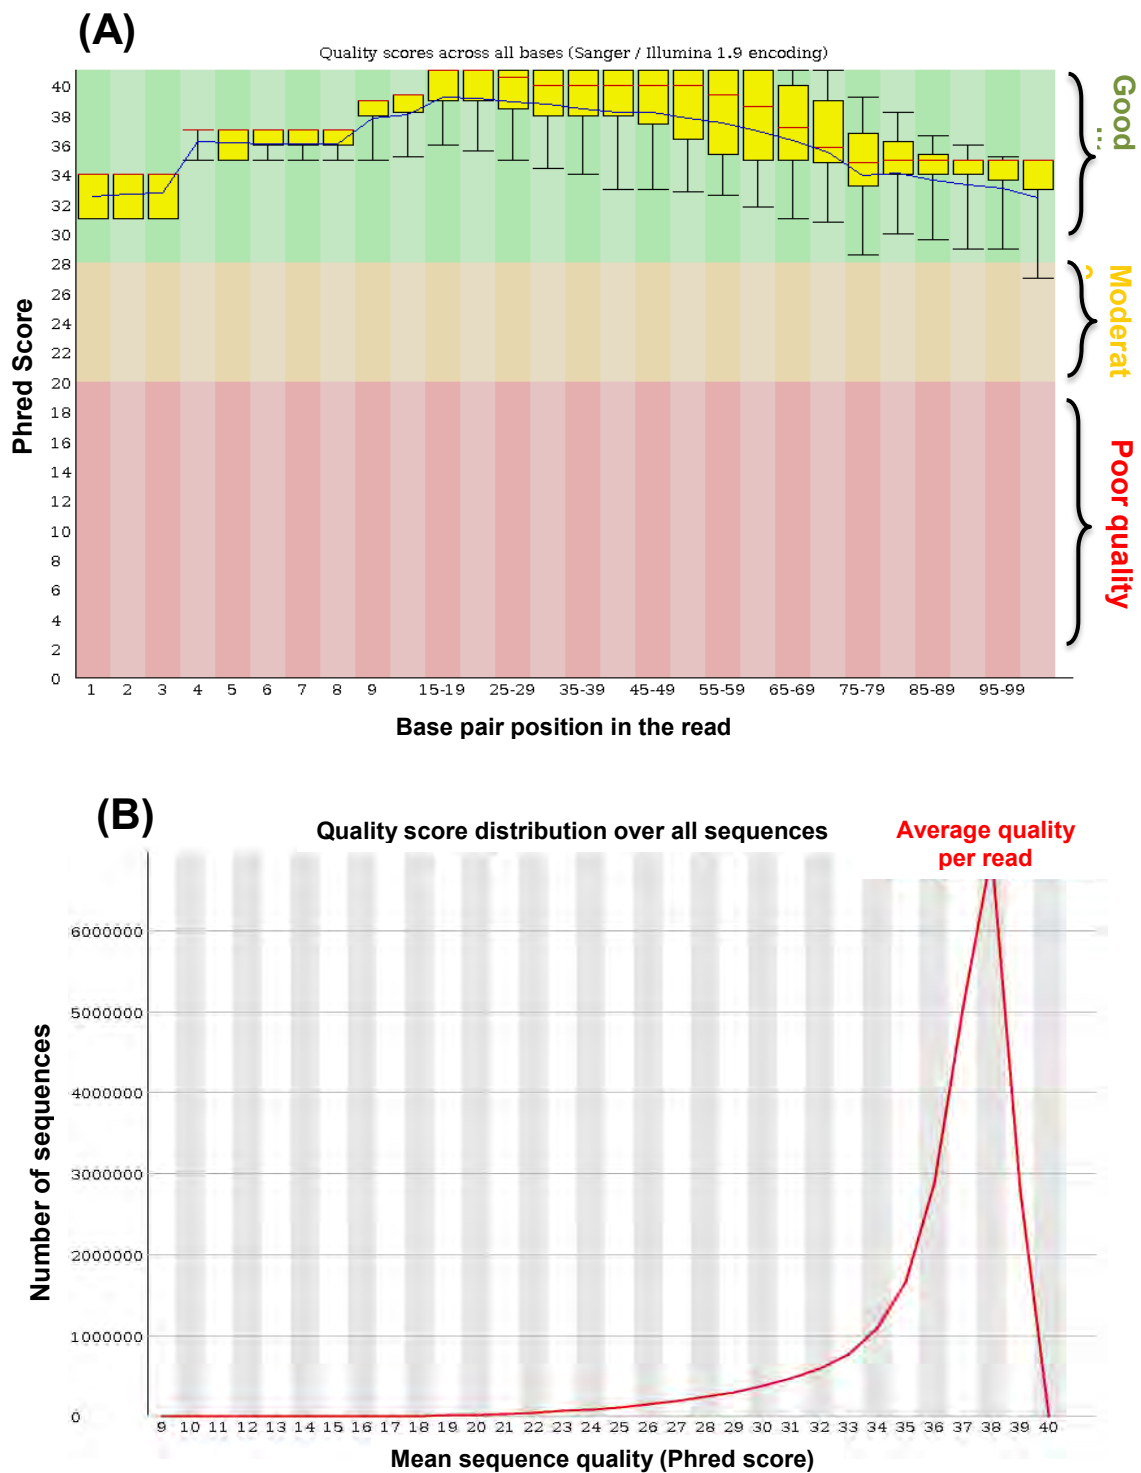 (A)
Quality scores across all bases (Sanger / Illumina 1.9 encoding)
40
38
36
34
32
30
28
26
24
22
20
18
16
14
12
10
8
6
4
2
0
Phred Score
Good
Moderat
Poor quality
1 2 3 4 5 6 7 8 9 15-19 25-29 35-39 45-49 55-59 65-69 75-79 85-89 95-99
Base pair position in the read
(B)
Quality score distribution over all sequences
Average quality
per read
6000000
5000000
4000000
3000000
2000000
1000000
0
Number of sequences
9 10 11 12 13 14 15 16 17 18 19 20 21 22 23 24 25 26 27 28 29 30 31 32 33 34 35 36 37 38 39 40
Mean sequence quality (Phred score)